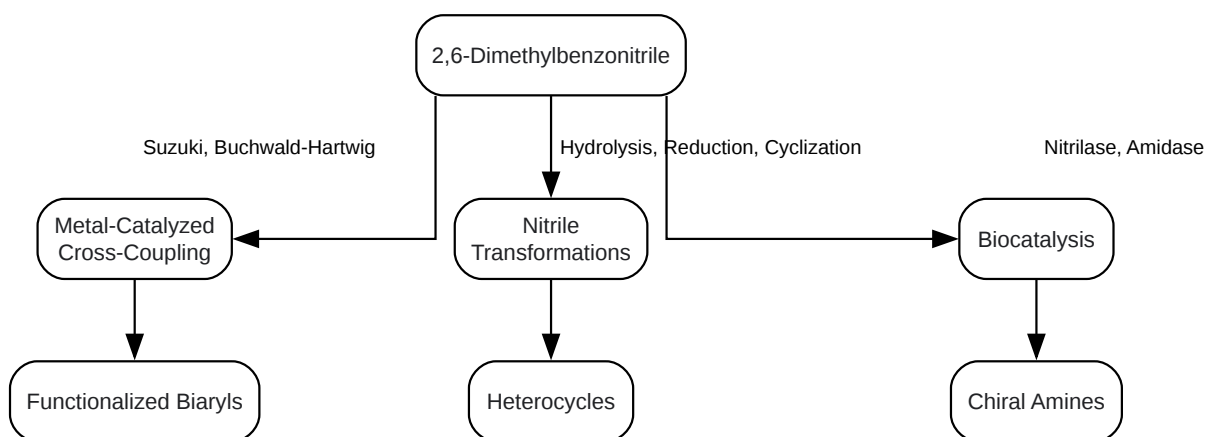 2,6-Dimethylbenzonitrile
Suzuki, Buchwald-Hartwig
Hydrolysis, Reduction, Cyclization
Nitrilase, Amidase
Metal-Catalyzed
Cross-Coupling
Nitrile
Transformations
Biocatalysis
Functionalized Biaryls
Heterocycles
Chiral Amines